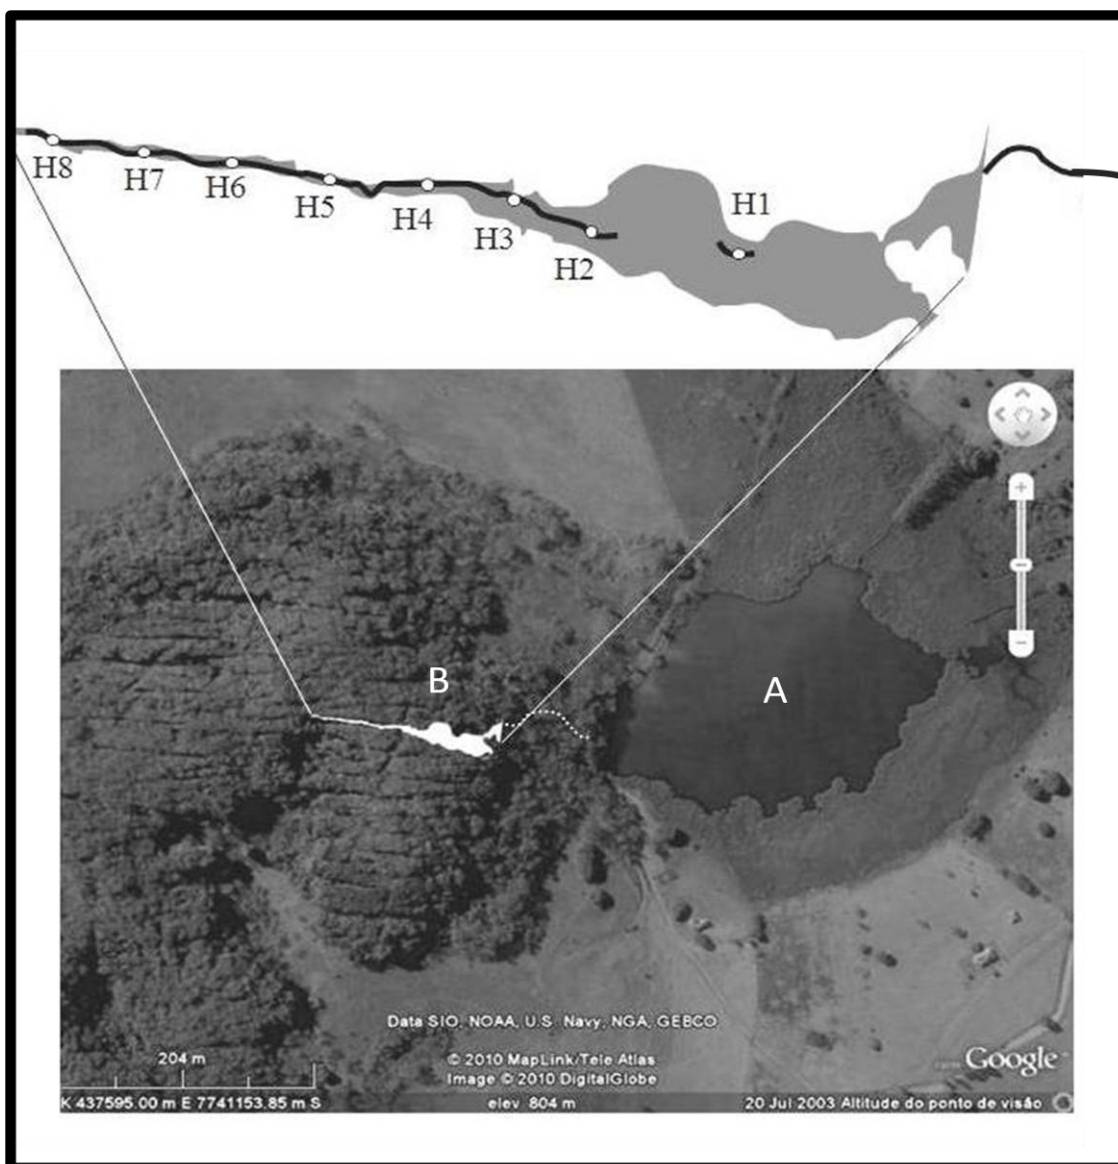 H8
H7
H6
H5
H4
H3
H2
H1
B
A
Data SIO, NOAA, U.S. Navy, NGA, GEBCO
204 m
© 2010 MapLink/Tele Atlas
Image © 2010 DigitalGlobe
Google
K 437595.00 m E 7741153.85 m S
elev 804 m
20 Jul 2003 Altitude do ponto de visão